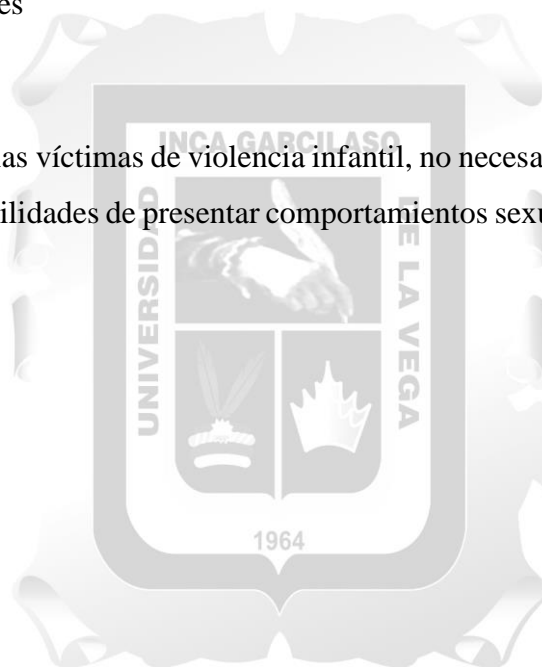 es
INCA GARCILASO
las víctimas de violencia infantil, no necesa
ilidades de presentar comportamientos sexu
UNIVERSIDAD
DE LA VEGA
1964